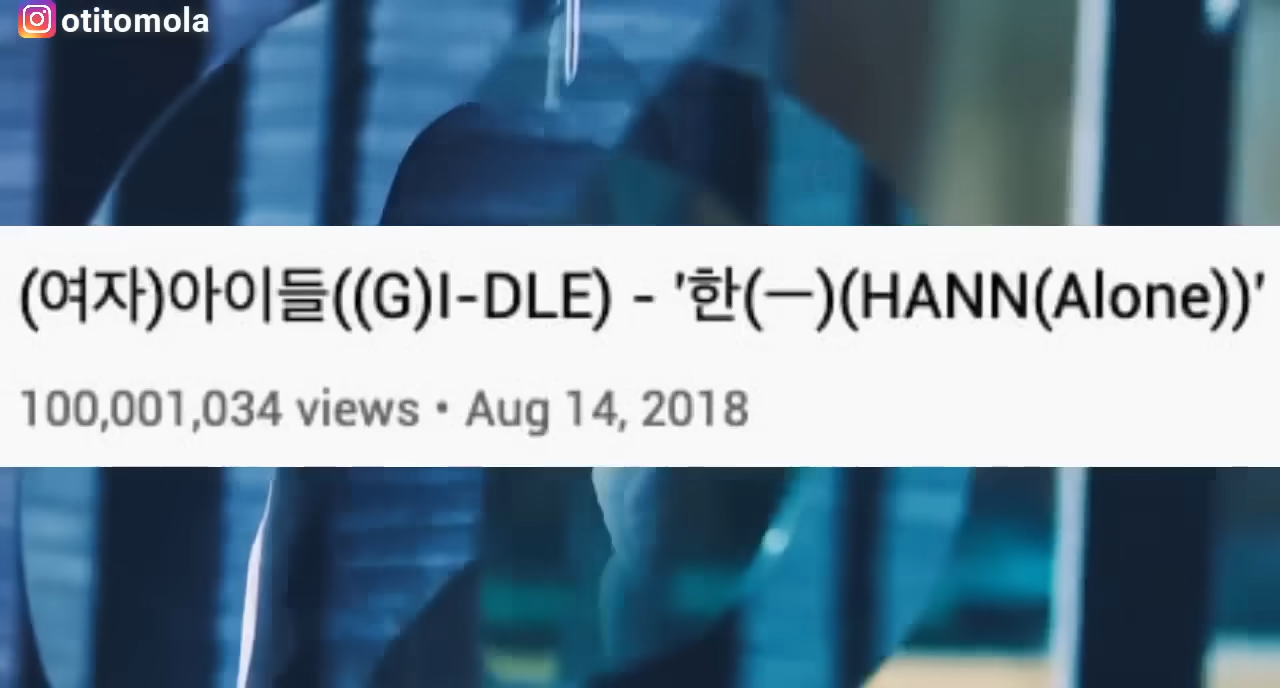 otitomola
(여자)아이들((G)I-DLE) - '한(一)(HANN(Alone))'
100,001,034 views • Aug 14, 2018